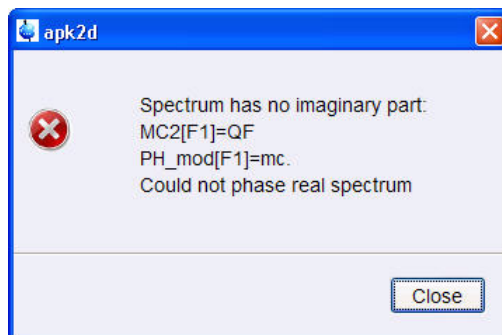 apk2d
Spectrum has no imaginary part:
MC2[F1]=QF
PH_mod[F1]=mc.
Could not phase real spectrum
Close